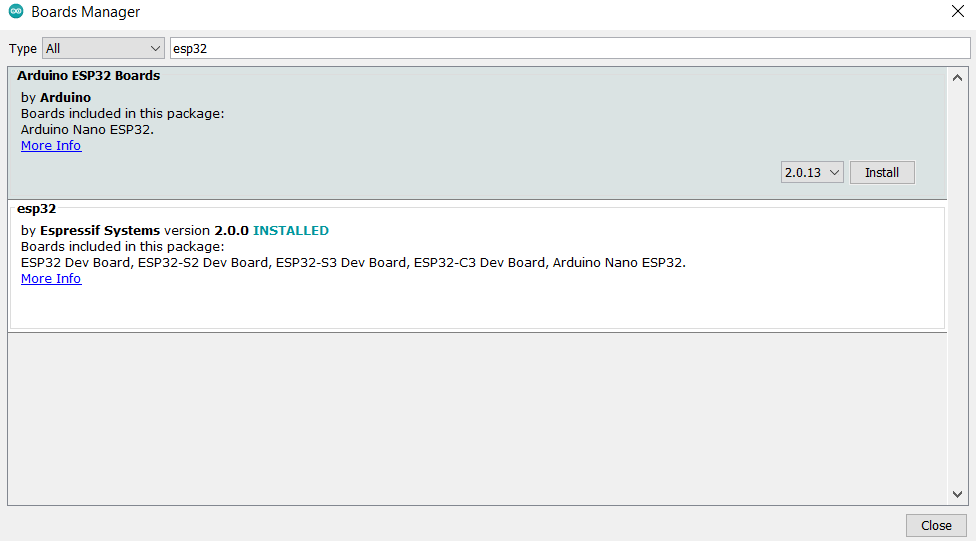 Boards Manager
Type All esp32
Arduino ESP32 Boards
by Arduino
Boards included in this package:
Arduino Nano ESP32.
More Info
2.0.13 Install
esp32
by Espressif Systems version 2.0.0 INSTALLED
Boards included in this package:
ESP32 Dev Board, ESP32-S2 Dev Board, ESP32-S3 Dev Board, ESP32-C3 Dev Board, Arduino Nano ESP32.
More Info
Close